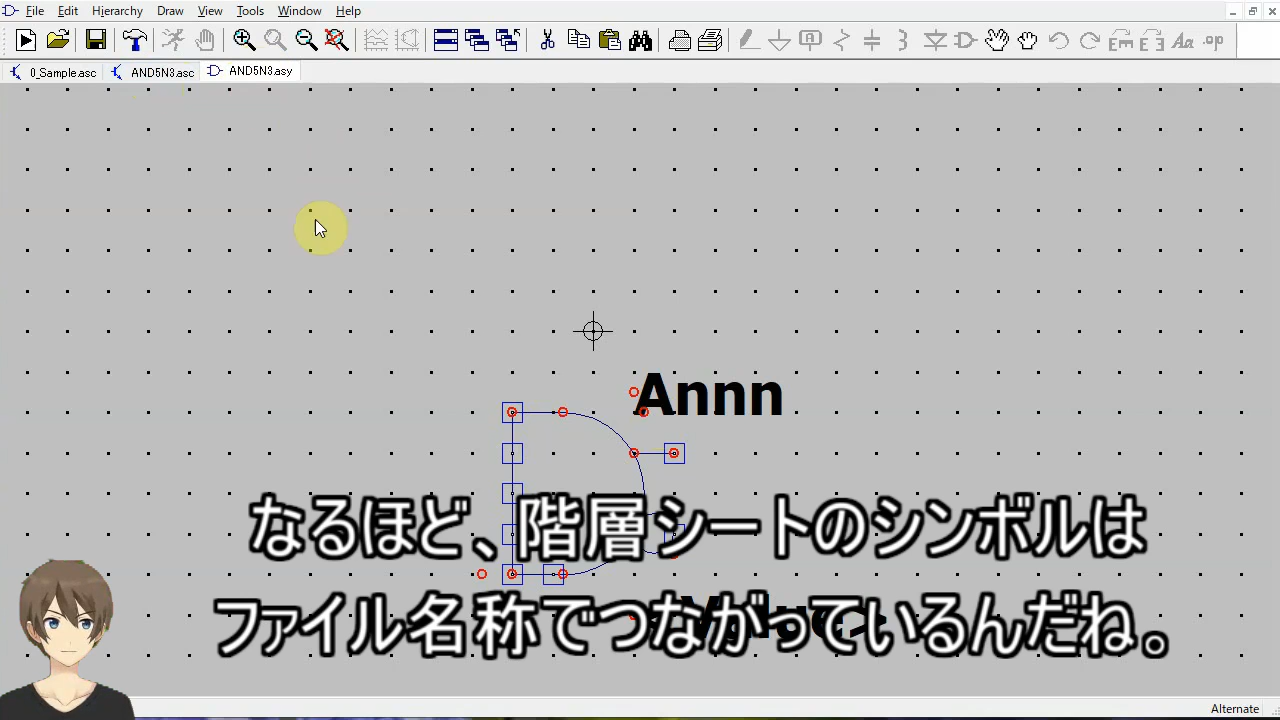 File Edit Hierarchy Draw View Tools Window Help
0_Sample.asc AND5N3.asc AND5N3.asy
Annn
なるほど、階層シートのシンボルは
ファイル名称でつながっているんだね。
Alternate